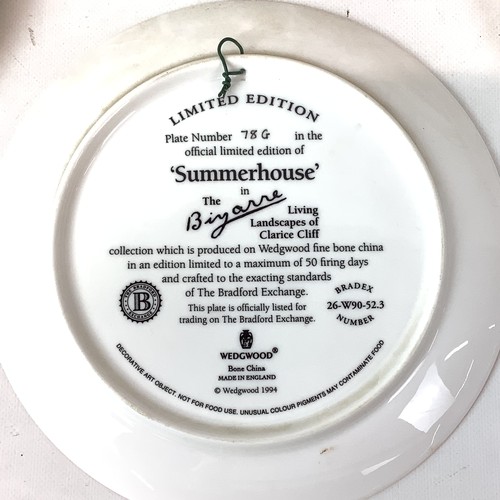 LIMITED EDITION
Plate Number 78G in the
official limited edition of
'Summerhouse'
in
The Bizarre Living
Landscapes of
Clarice Cliff
collection which is produced on Wedgwood fine bone china
in an edition limited to a maximum of 50 firing days
and crafted to the exacting standards
of The Bradford Exchange.
This plate is officially listed for
trading on The Bradford Exchange.
THE BRADFORD EXCHANGE
B
BRADEX
26-W90-52.3
NUMBER
WEDGWOOD®
Bone China
MADE IN ENGLAND
© Wedgwood 1994
DECORATIVE ART OBJECT. NOT FOR FOOD USE. UNUSUAL COLOUR PIGMENTS MAY CONTAMINATE FOOD